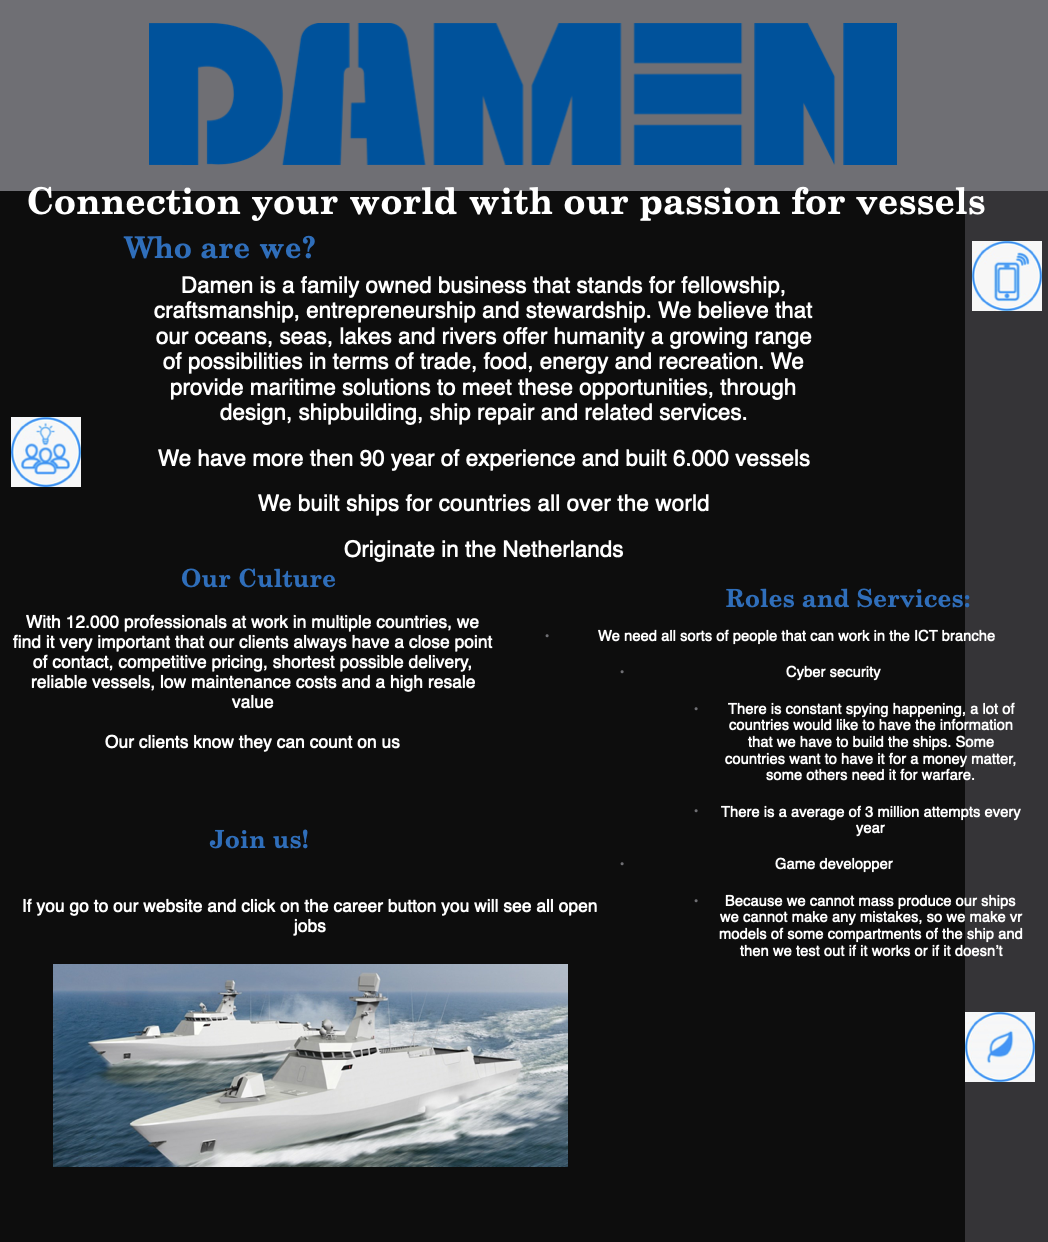 DAMEN
Connection your world with our passion for vessels
Who are we?
Damen is a family owned business that stands for fellowship,
craftsmanship, entrepreneurship and stewardship. We believe that
our oceans, seas, lakes and rivers offer humanity a growing range
of possibilities in terms of trade, food, energy and recreation. We
provide maritime solutions to meet these opportunities, through
design, shipbuilding, ship repair and related services.
We have more then 90 year of experience and built 6.000 vessels
We built ships for countries all over the world
Originate in the Netherlands
Our Culture
With 12.000 professionals at work in multiple countries, we
find it very important that our clients always have a close point
of contact, competitive pricing, shortest possible delivery,
reliable vessels, low maintenance costs and a high resale
value
Our clients know they can count on us
Join us!
If you go to our website and click on the career button you will see all open
jobs
Roles and Services:
• We need all sorts of people that can work in the ICT branche
• Cyber security
• There is constant spying happening, a lot of
countries would like to have the information
that we have to build the ships. Some
countries want to have it for a money matter,
some others need it for warfare.
• There is a average of 3 million attempts every
year
• Game developper
• Because we cannot mass produce our ships
we cannot make any mistakes, so we make vr
models of some compartments of the ship and
then we test out if it works or if it doesn’t